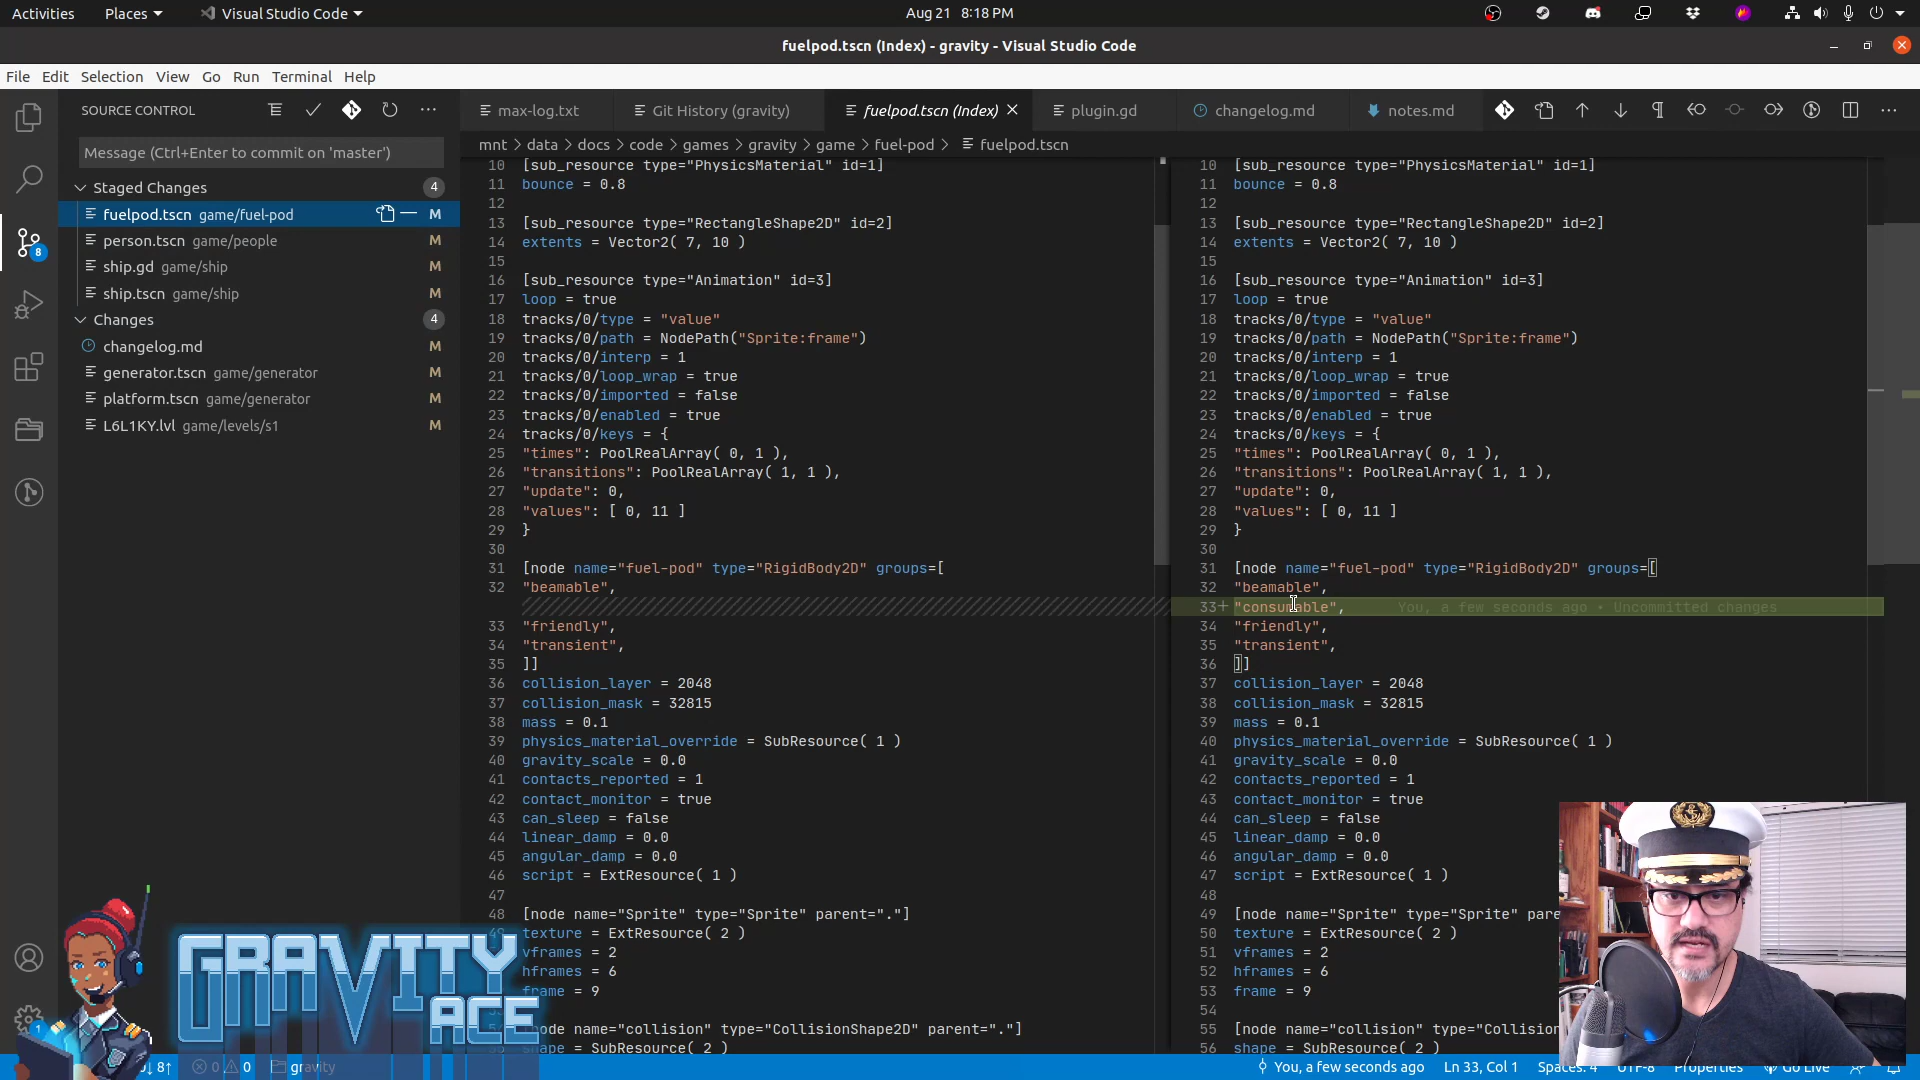 Activities Places Visual Studio Code Aug 21 8:18 PM
fuelpod.tscn (Index) - gravity - Visual Studio Code
File Edit Selection View Go Run Terminal Help
SOURCE CONTROL
max-log.txt Git History (gravity) fuelpod.tscn (Index) plugin.gd changelog.md notes.md
Message (Ctrl+Enter to commit on 'master')
Staged Changes 4
fuelpod.tscn game/fuel-pod M
person.tscn game/people M
ship.gd game/ship M
ship.tscn game/ship M
Changes 4
changelog.md M
generator.tscn game/generator M
platform.tscn game/generator M
L6L1KY.lvl game/levels/s1 M
8
1
mnt > data > docs > code > games > gravity > game > fuel-pod > fuelpod.tscn
10 [sub_resource type="PhysicsMaterial" id=1]
11 bounce = 0.8
12
13 [sub_resource type="RectangleShape2D" id=2]
14 extents = Vector2( 7, 10 )
15
16 [sub_resource type="Animation" id=3]
17 loop = true
18 tracks/0/type = "value"
19 tracks/0/path = NodePath("Sprite:frame")
20 tracks/0/interp = 1
21 tracks/0/loop_wrap = true
22 tracks/0/imported = false
23 tracks/0/enabled = true
24 tracks/0/keys = {
25 "times": PoolRealArray( 0, 1 ),
26 "transitions": PoolRealArray( 1, 1 ),
27 "update": 0,
28 "values": [ 0, 11 ]
29 }
30
31 [node name="fuel-pod" type="RigidBody2D" groups=[
32 "beamable",
33 "friendly",
34 "transient",
35 ]]
36 collision_layer = 2048
37 collision_mask = 32815
38 mass = 0.1
39 physics_material_override = SubResource( 1 )
40 gravity_scale = 0.0
41 contacts_reported = 1
42 contact_monitor = true
43 can_sleep = false
44 linear_damp = 0.0
45 angular_damp = 0.0
46 script = ExtResource( 1 )
47
48 [node name="Sprite" type="Sprite" parent="."]
texture = ExtResource( 2 )
vframes = 2
hframes = 6
frame = 9
[node name="collision" type="CollisionShape2D" parent="."]
shape = SubResource( 2 )
10 [sub_resource type="PhysicsMaterial" id=1]
11 bounce = 0.8
12
13 [sub_resource type="RectangleShape2D" id=2]
14 extents = Vector2( 7, 10 )
15
16 [sub_resource type="Animation" id=3]
17 loop = true
18 tracks/0/type = "value"
19 tracks/0/path = NodePath("Sprite:frame")
20 tracks/0/interp = 1
21 tracks/0/loop_wrap = true
22 tracks/0/imported = false
23 tracks/0/enabled = true
24 tracks/0/keys = {
25 "times": PoolRealArray( 0, 1 ),
26 "transitions": PoolRealArray( 1, 1 ),
27 "update": 0,
28 "values": [ 0, 11 ]
29 }
30
31 [node name="fuel-pod" type="RigidBody2D" groups=[
32 "beamable",
33+ "consumable", You, a few seconds ago • Uncommitted changes
34 "friendly",
35 "transient",
36 ]]
37 collision_layer = 2048
38 collision_mask = 32815
39 mass = 0.1
40 physics_material_override = SubResource( 1 )
41 gravity_scale = 0.0
42 contacts_reported = 1
43 contact_monitor = true
44 can_sleep = false
45 linear_damp = 0.0
46 angular_damp = 0.0
47 script = ExtResource( 1 )
48
49 [node name="Sprite" type="Sprite" pare
50 texture = ExtResource( 2 )
51 vframes = 2
52 hframes = 6
53 frame = 9
54
55 [node name="collision" type="Collision
56 shape = SubResource( 2 )
GRAVITY
ACE
8↑ 0 0 gravity You, a few seconds ago Ln 33, Col 1 Spaces: 4 UTF-8 Properties Go Live